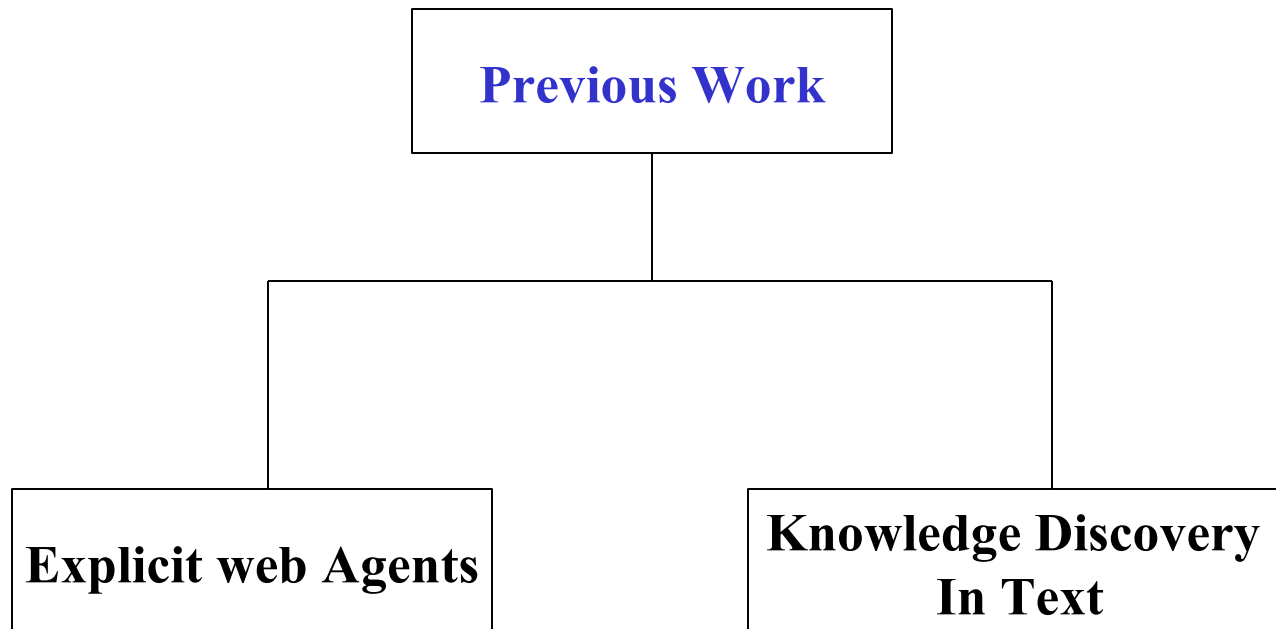 Previous Work
Explicit web Agents
Knowledge Discovery
In Text